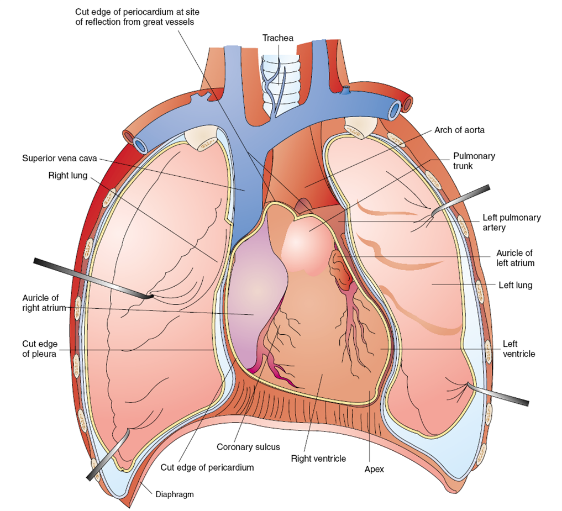 Cut edge of periocardium at site
of reflection from great vessels
Trachea
Arch of aorta
Superior vena cava
Pulmonary
trunk
Right lung
Left pulmonary
artery
Auricle of
left atrium
Left lung
Auricle of
right atrium
Cut edge
of pleura
Left
ventricle
Coronary sulcus
Right ventricle
Cut edge of pericardium
Apex
Diaphragm